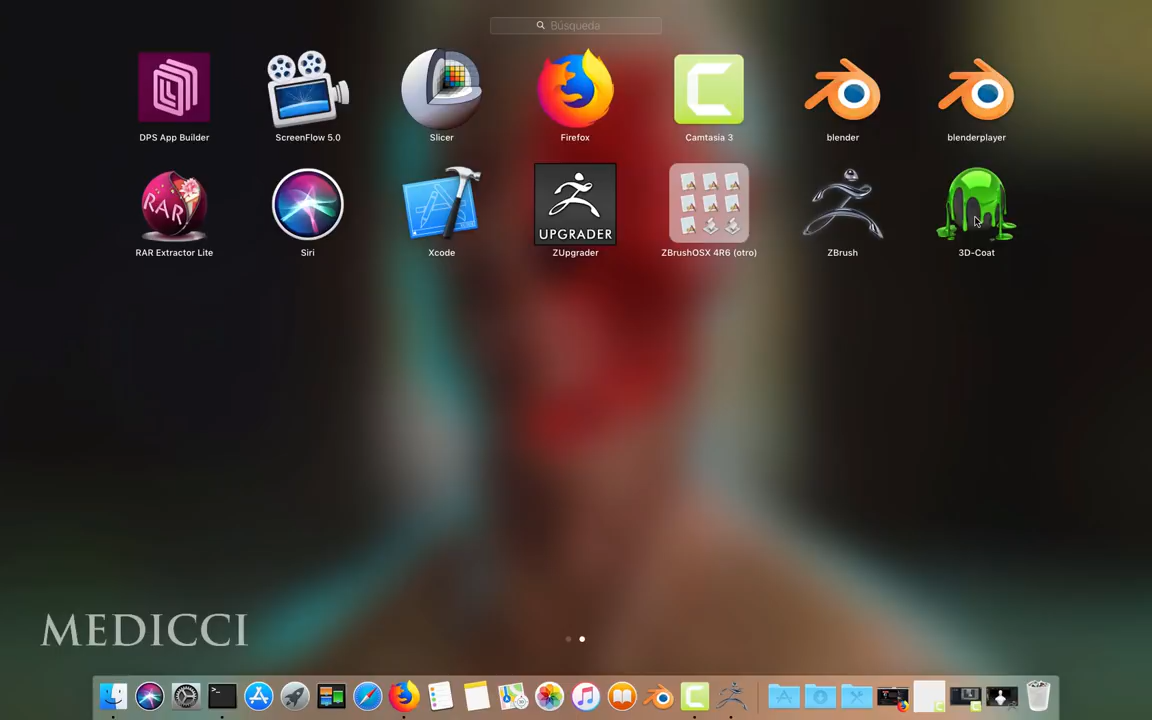 Búsqueda
DPS App Builder
ScreenFlow 5.0
Slicer
Firefox
Camtasia 3
blender
blenderplayer
RAR
UPGRADER
RAR Extractor Lite
Siri
Xcode
ZUpgrader
ZBrushOSX 4R6 (otro)
ZBrush
3D-Coat
MEDICCI